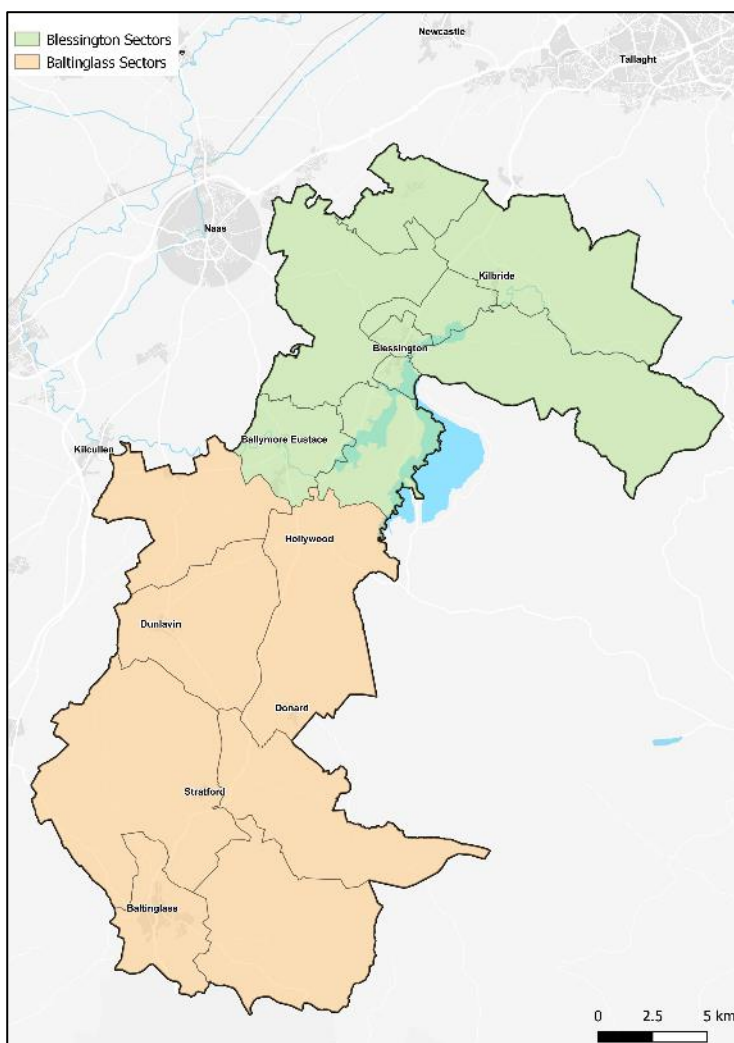 Blessington Sectors
Baltinglass Sectors
Newcastle
Tallaght
Naas
Kilbride
Blessington
Ballymore Eustace
Kilcullen
Hollywood
Dunlavin
Donard
Stratford
Baltinglass
0 2.5 5 km